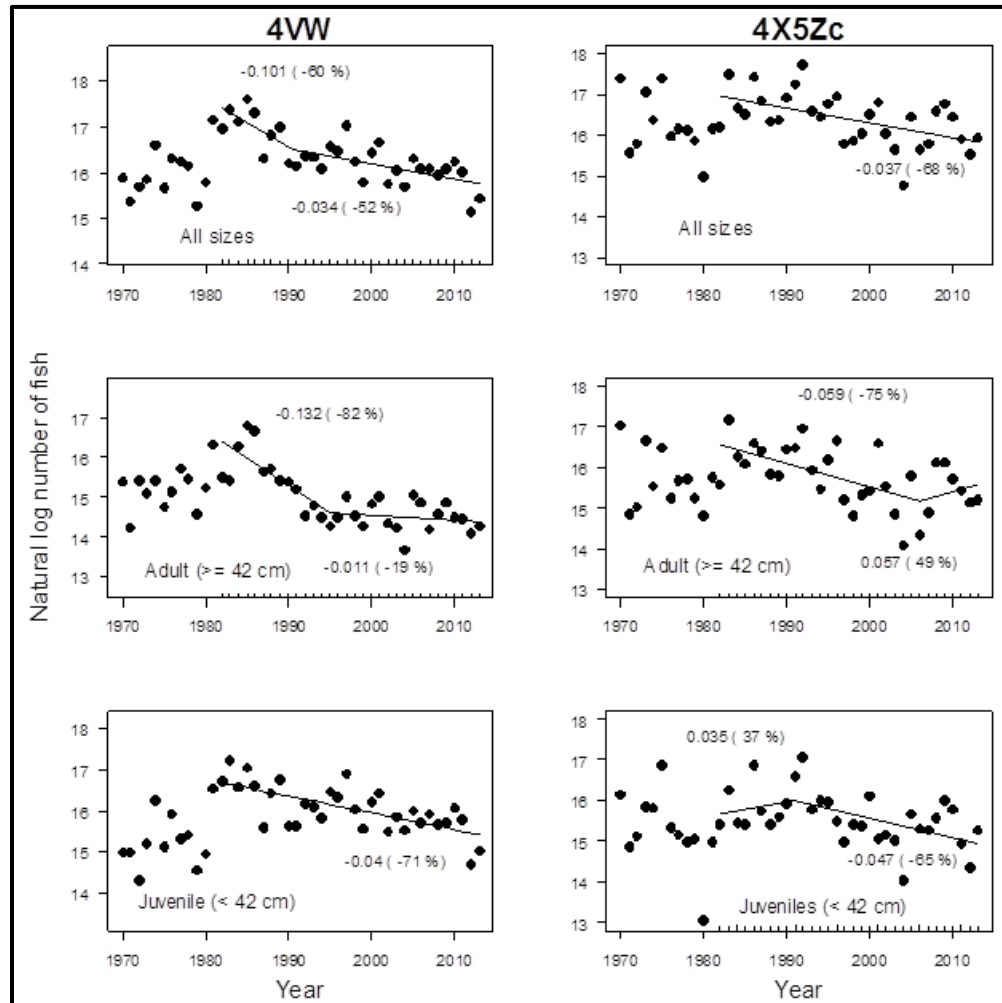 4VW
4X5Zc
Natural log number of fish
18
17
16
15
14
-0.101 ( -60 %)
-0.034 ( -52 %)
All sizes
1970 1980 1990 2000 2010
18
17
16
15
14
13
-0.037 ( -68 %)
All sizes
1970 1980 1990 2000 2010
17
16
15
14
13
-0.132 ( -82 %)
Adult (>= 42 cm)
-0.011 ( -19 %)
1970 1980 1990 2000 2010
18
17
16
15
14
13
-0.059 ( -75 %)
Adult (>= 42 cm)
0.057 ( 49 %)
1970 1980 1990 2000 2010
18
17
16
15
14
-0.04 ( -71 %)
Juvenile (< 42 cm)
1970 1980 1990 2000 2010
Year
18
17
16
15
14
13
0.035 ( 37 %)
-0.047 ( -65 %)
Juveniles (< 42 cm)
1970 1980 1990 2000 2010
Year